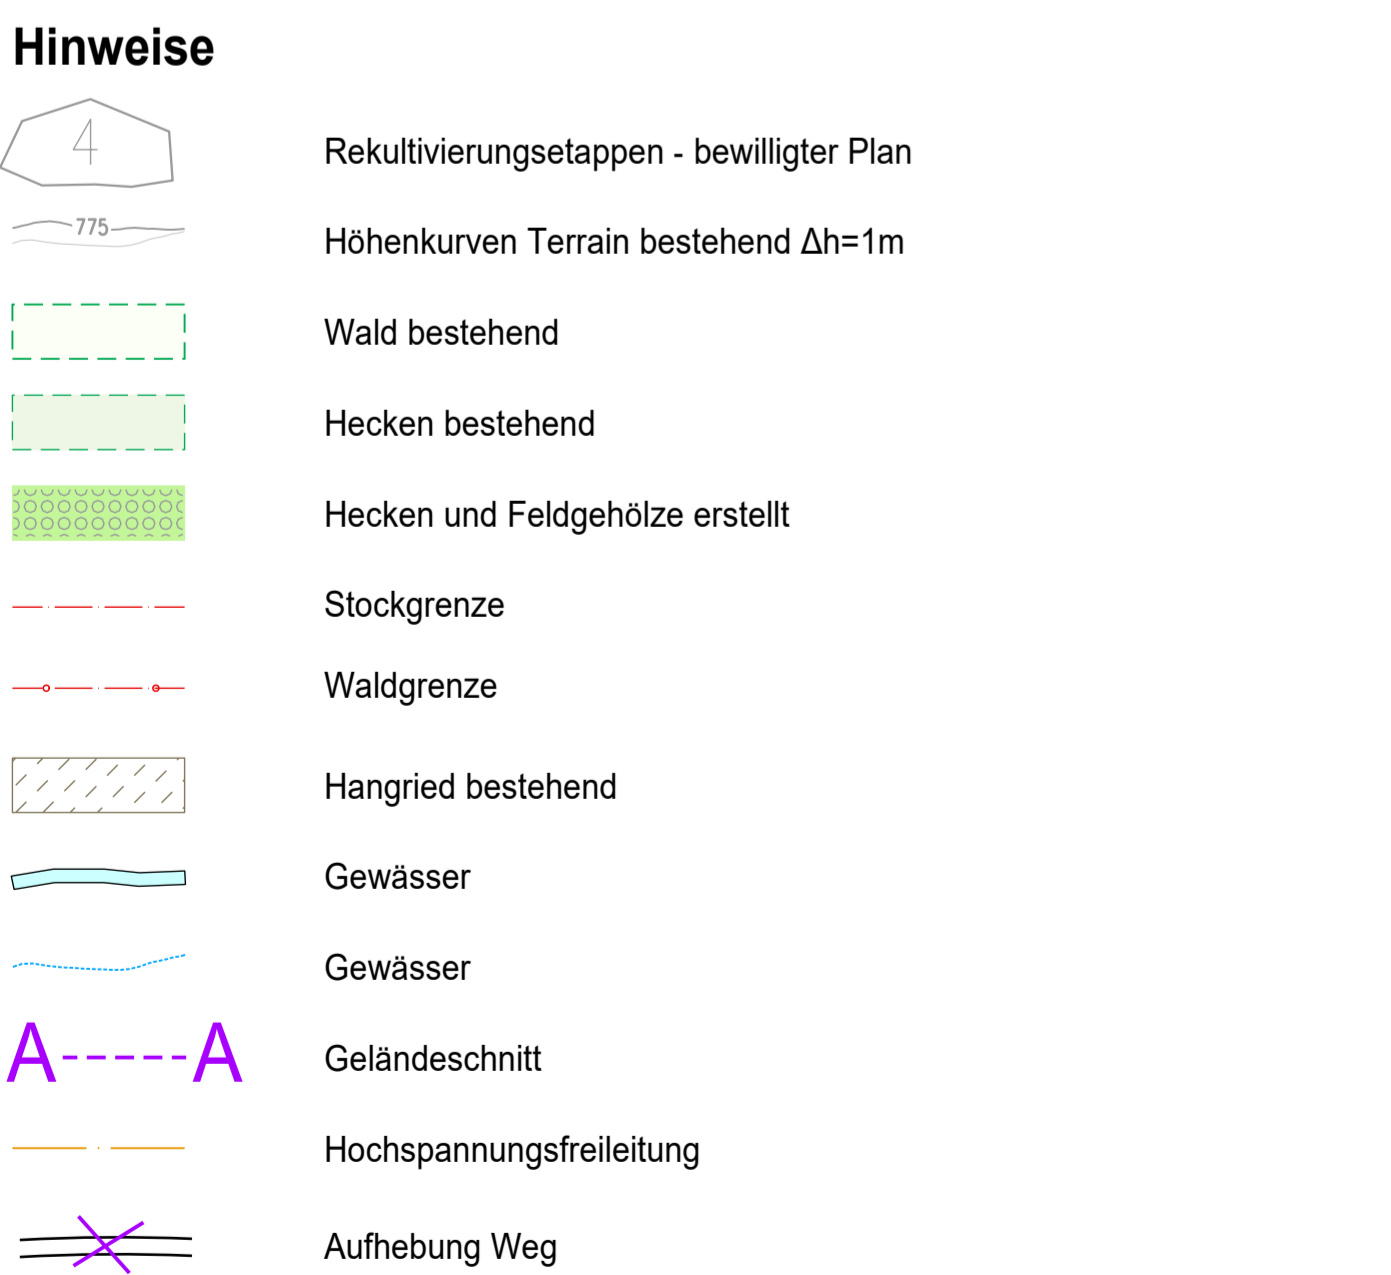 Hinweise
4 Rekultivierungsetappen - bewilligter Plan
775 Höhenkurven Terrain bestehend Δh=1m
Wald bestehend
Hecken bestehend
Hecken und Feldgehölze erstellt
Stockgrenze
Waldgrenze
Hangried bestehend
Gewässer
Gewässer
A A Geländeschnitt
Hochspannungsfreileitung
Aufhebung Weg